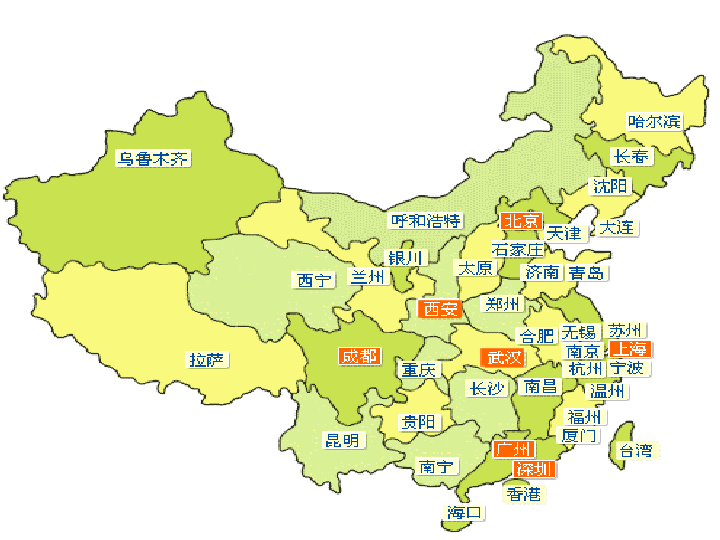 哈尔滨
乌鲁木齐
长春
沈阳
呼和浩特
北京
天津
大连
石家庄
银川
太原
济南
青岛
西宁
兰州
西安
郑州
合肥
无锡
苏州
南京
上海
拉萨
成都
武汉
重庆
杭州
宁波
长沙
南昌
温州
贵阳
福州
昆明
厦门
广州
台湾
南宁
深圳
香港
海口